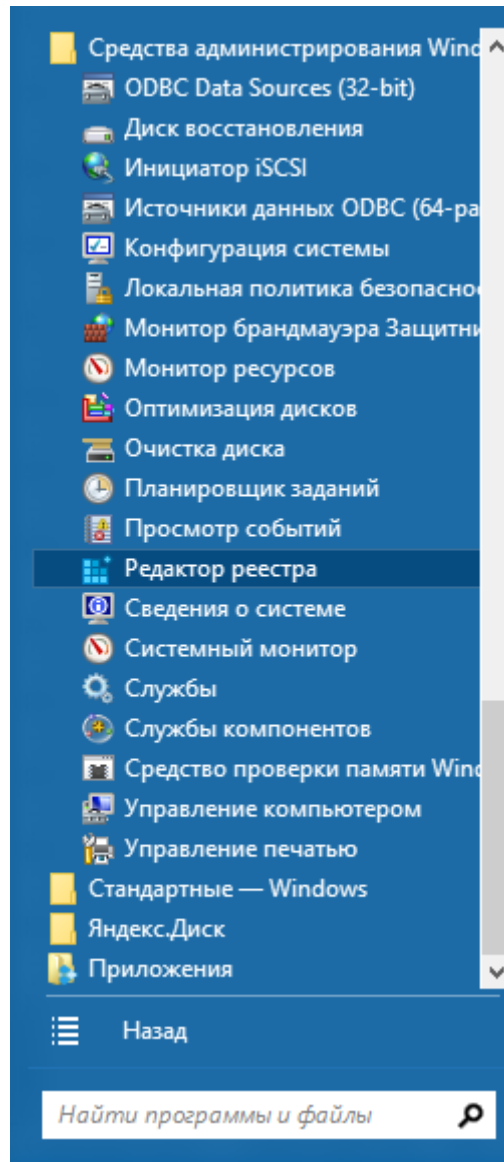 Средства администрирования Wind
ODBC Data Sources (32-bit)
Диск восстановления
Инициатор iSCSI
Источники данных ODBC (64-ра
Конфигурация системы
Локальная политика безопасно
Монитор брандмауэра Защитни
Монитор ресурсов
Оптимизация дисков
Очистка диска
Планировщик заданий
Просмотр событий
Редактор реестра
Сведения о системе
Системный монитор
Службы
Службы компонентов
Средство проверки памяти Wind
Управление компьютером
Управление печатью
Стандартные — Windows
Яндекс.Диск
Приложения
Назад
Найти программы и файлы